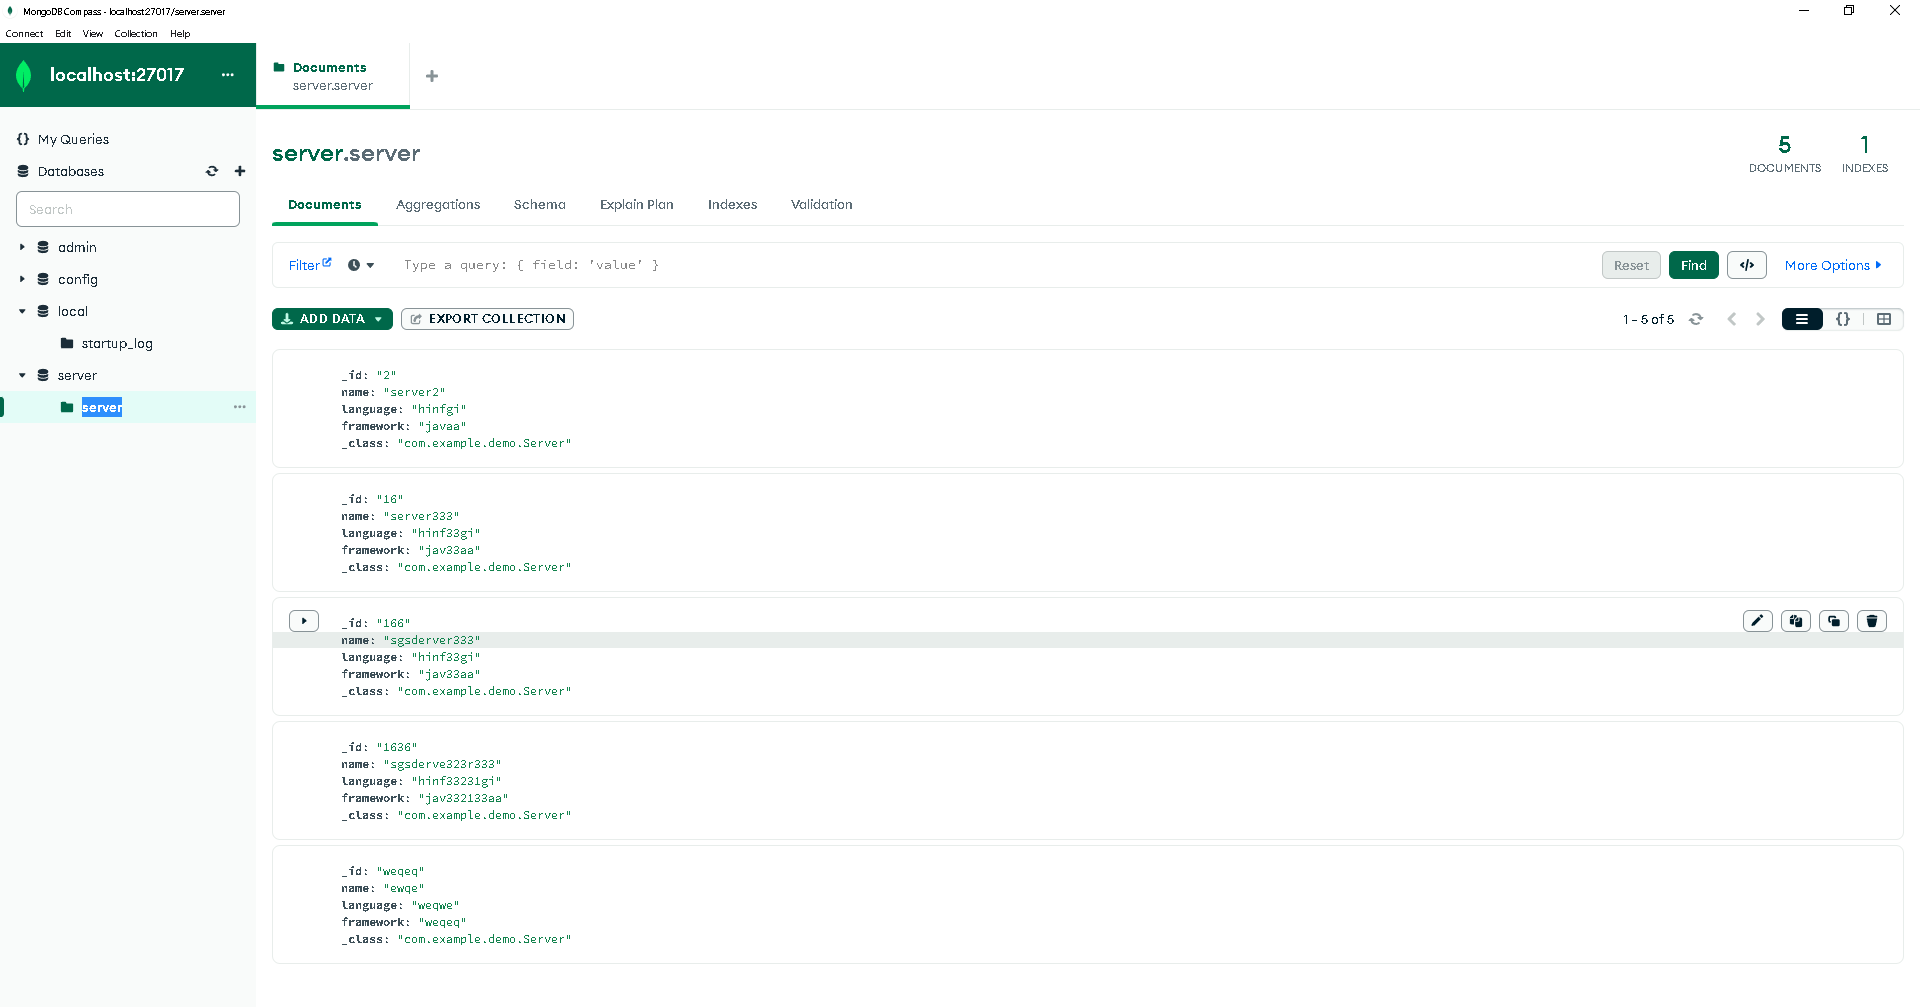 MongoDB Compass - localhost:27017/server.server
Connect Edit View Collection Help
localhost:27017
Documents
server.server
My Queries
Databases
Search
admin
config
local
startup_log
server
server
server.server
5
DOCUMENTS
1
INDEXES
Documents Aggregations Schema Explain Plan Indexes Validation
Filter Type a query: { field: 'value' } Reset Find </> More Options
ADD DATA EXPORT COLLECTION 1 - 5 of 5 {}
_id: "2"
name: "server2"
language: "hinfgi"
framework: "javaa"
_class: "com.example.demo.Server"
_id: "16"
name: "server333"
language: "hinf33gi"
framework: "jav33aa"
_class: "com.example.demo.Server"
_id: "166"
name: "sgsderver333"
language: "hinf33gi"
framework: "jav33aa"
_class: "com.example.demo.Server"
_id: "1636"
name: "sgsderve323r333"
language: "hinf33231gi"
framework: "jav332133aa"
_class: "com.example.demo.Server"
_id: "weqeq"
name: "ewqe"
language: "weqwe"
framework: "weqeq"
_class: "com.example.demo.Server"